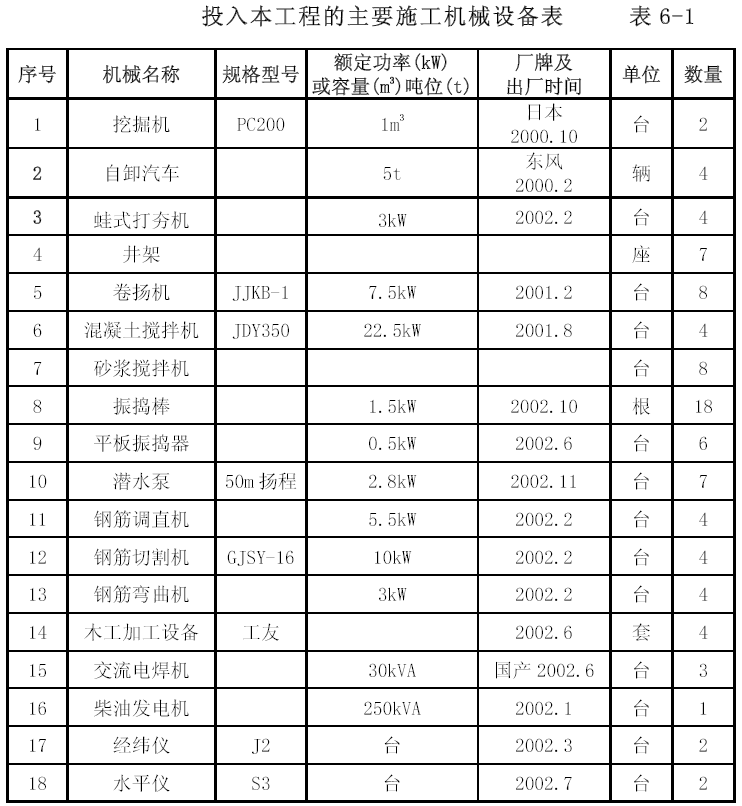 投入本工程的主要施工机械设备表 表 6-1
序号 机械名称 规格型号 额定功率(kW) 或容量(m³)吨位(t) 厂牌及 出厂时间 单位 数量
1 挖掘机 PC200 1m³ 日本 2000.10 台 2
2 自卸汽车 5t 东风 2000.2 辆 4
3 蛙式打夯机 3kW 2002.2 台 4
4 井架 座 7
5 卷扬机 JJKB-1 7.5kW 2001.2 台 8
6 混凝土搅拌机 JDY350 22.5kW 2001.8 台 4
7 砂浆搅拌机 台 8
8 振捣棒 1.5kW 2002.10 根 18
9 平板振捣器 0.5kW 2002.6 台 6
10 潜水泵 50m 扬程 2.8kW 2002.11 台 7
11 钢筋调直机 5.5kW 2002.2 台 4
12 钢筋切割机 GJSY-16 10kW 2002.2 台 4
13 钢筋弯曲机 3kW 2002.2 台 4
14 木工加工设备 工友 2002.6 套 4
15 交流电焊机 30kVA 国产 2002.6 台 3
16 柴油发电机 250kVA 2002.1 台 1
17 经纬仪 J2 台 2002.3 台 2
18 水平仪 S3 台 2002.7 台 2